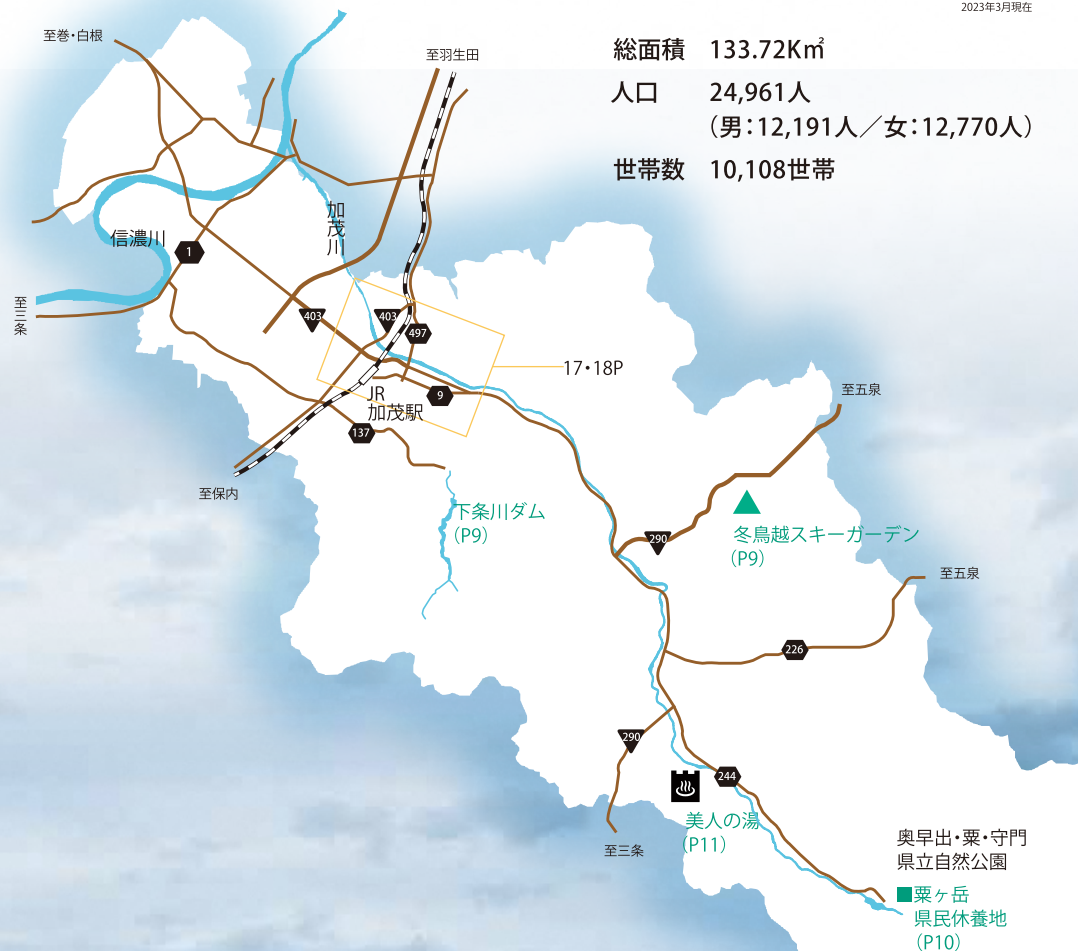 2023年3月現在
至巻・白根
至羽生田
総面積 133.72K㎡
人口 24,961人
（男：12,191人／女：12,770人）
世帯数 10,108世帯
加茂川
信濃川
1
至三条
403
403
497
17・18P
JR
加茂駅
9
137
至五泉
至保内
下条川ダム
（P9）
冬鳥越スキーガーデン
（P9）
290
至五泉
226
290
244
美人の湯
（P11）
至三条
奥早出・粟・守門
県立自然公園
粟ヶ岳
県民休養地
（P10）